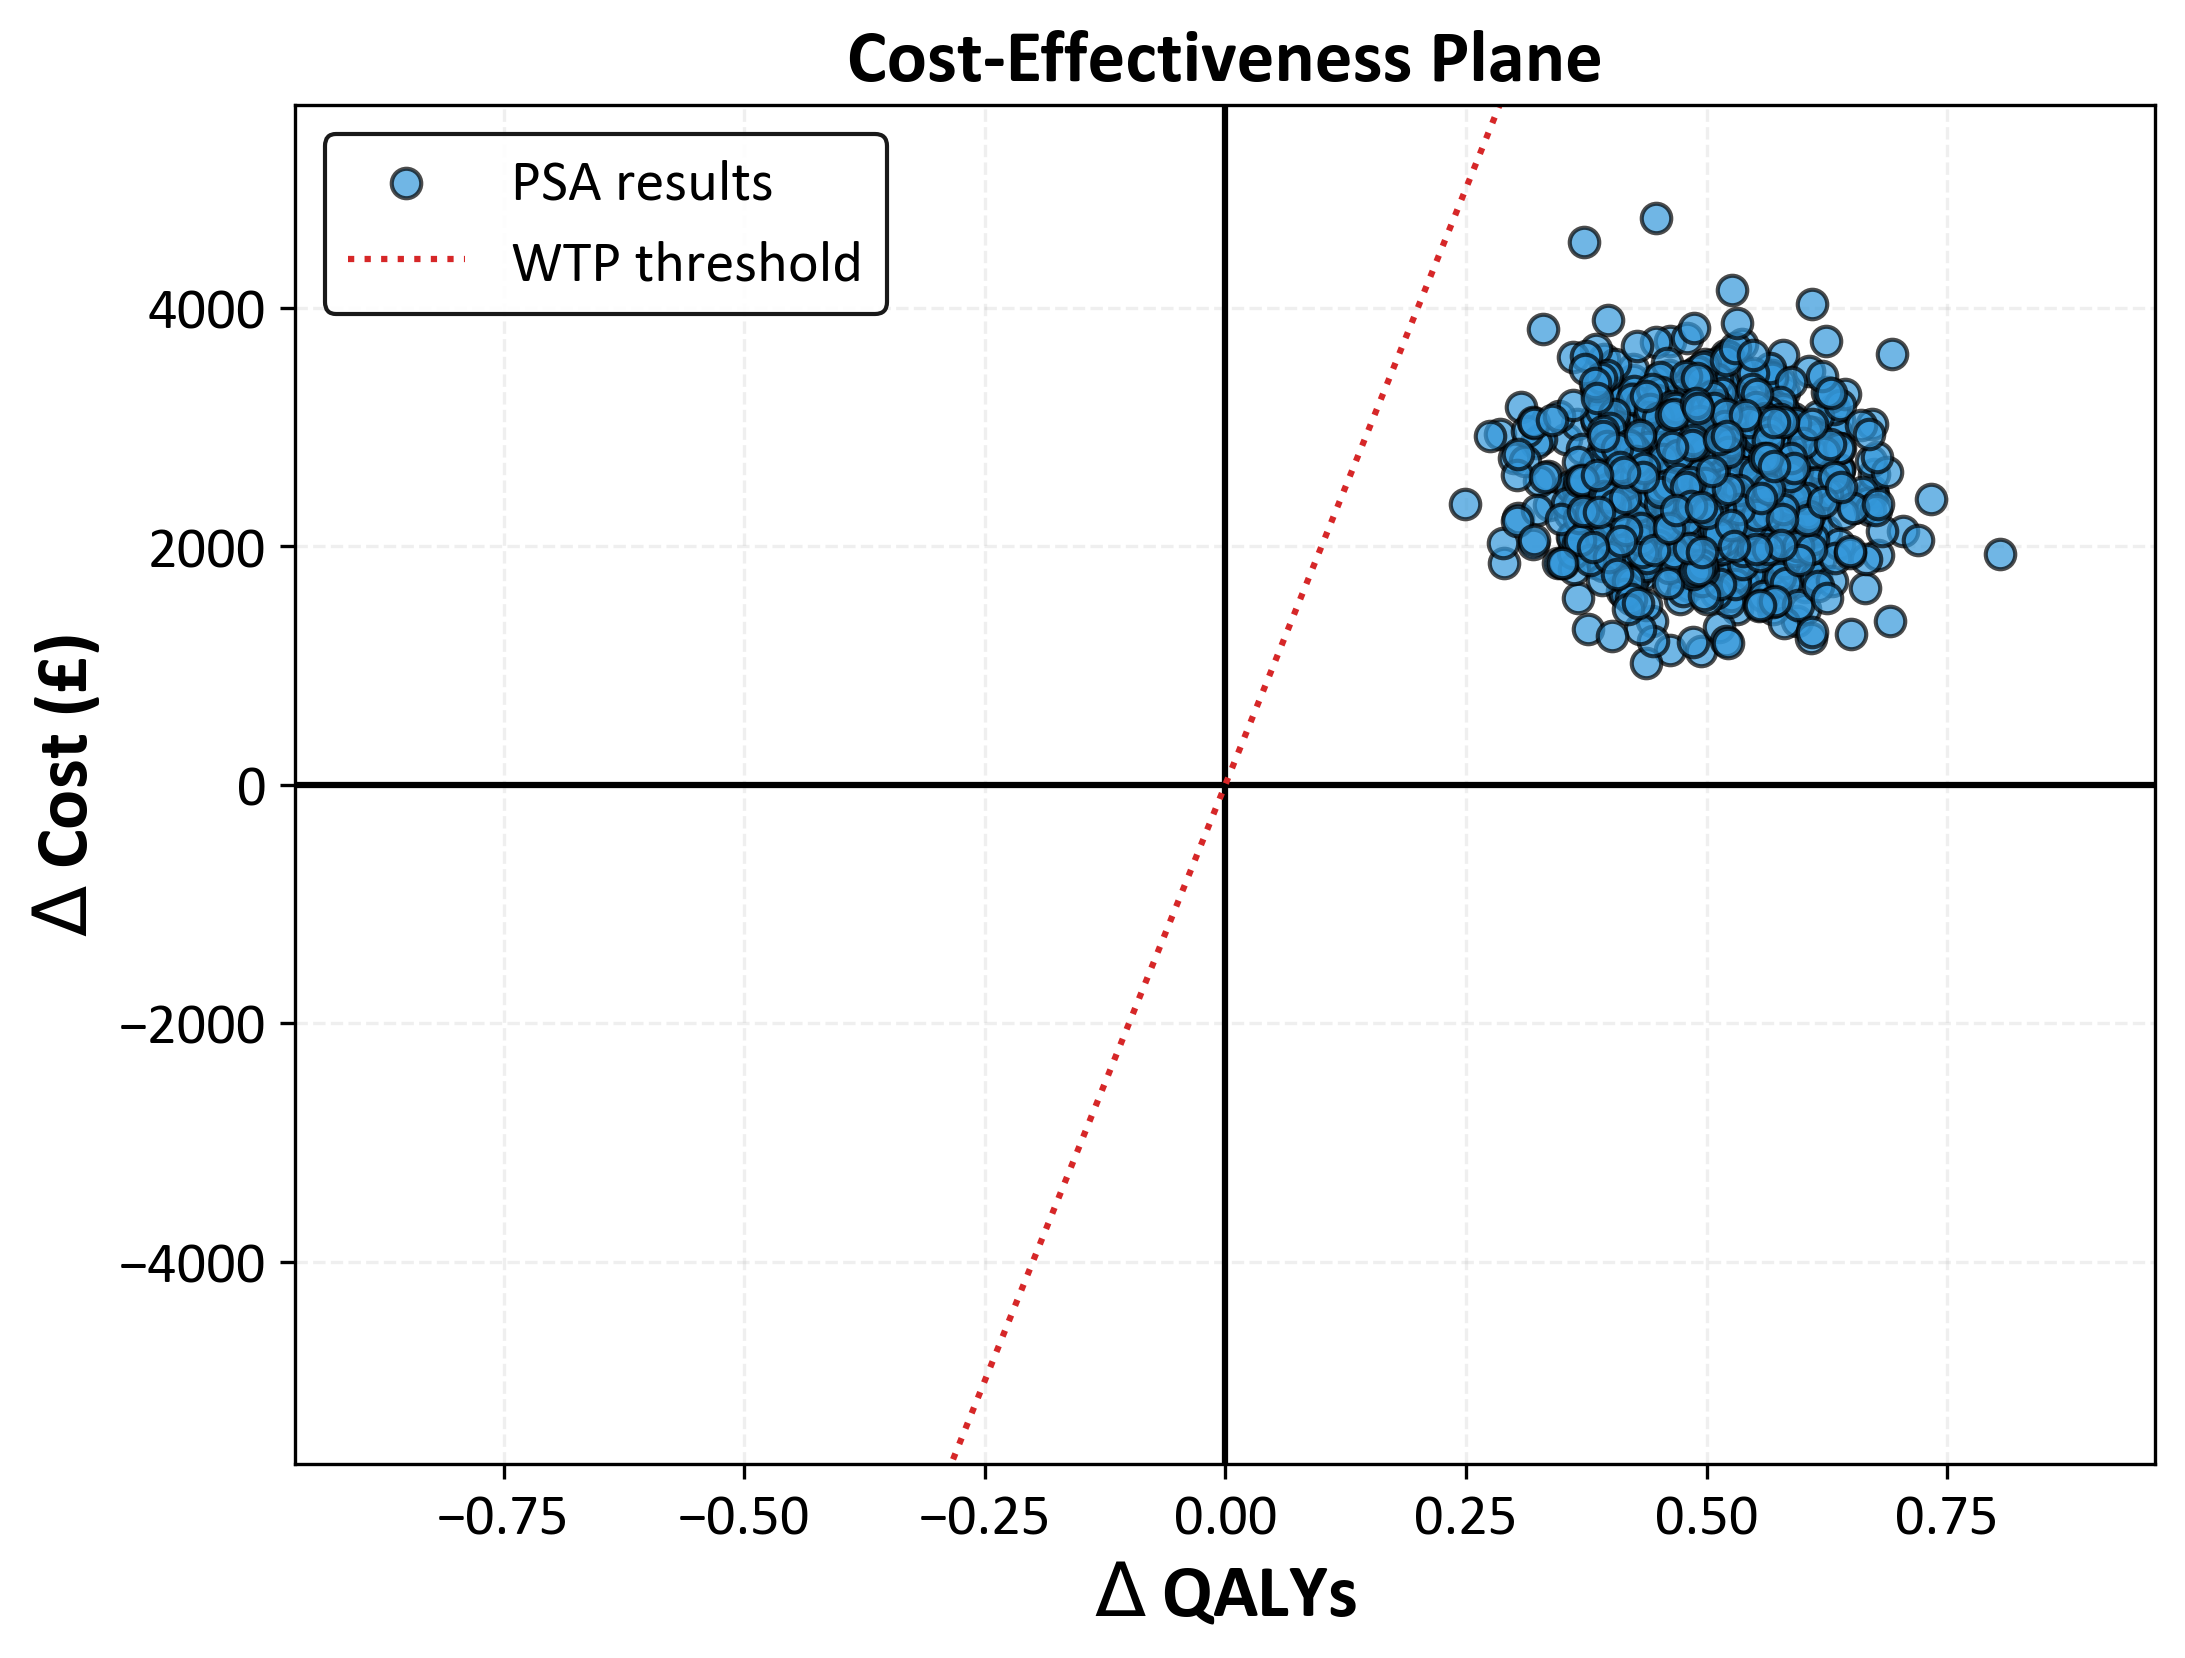 Cost-Effectiveness Plane
PSA results
WTP threshold
4000
2000
0
−2000
−4000
Δ Cost (£)
−0.75 −0.50 −0.25 0.00 0.25 0.50 0.75
Δ QALYs